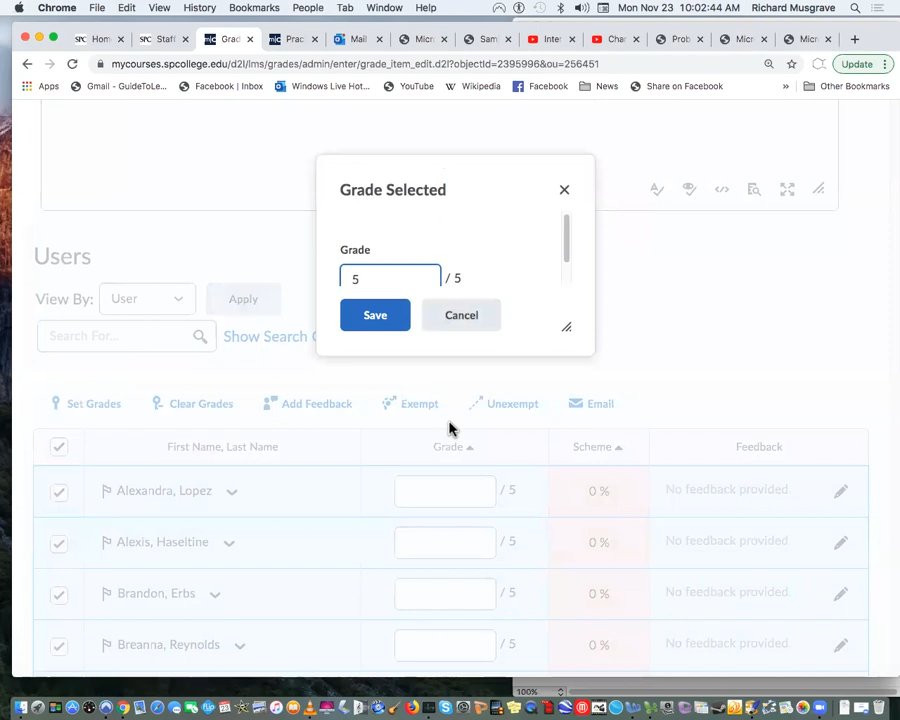 Chrome File Edit View History Bookmarks People Tab Window Help Mon Nov 23 10:02:44 AM Richard Musgrave
Hom Staff Grad Prac Mail Micr Sam Inter Cha Prob Micr Micr
mycourses.spcollege.edu/d2l/lms/grades/admin/enter/grade_item_edit.d2l?objectId=2395996&ou=256451 Update
Apps Gmail - GuideToLe... Facebook | Inbox Windows Live Hot... YouTube Wikipedia Facebook News Share on Facebook » Other Bookmarks
Grade Selected
Grade
5 / 5
Save Cancel
Users
View By: User Apply
Search For... Show Search
Set Grades Clear Grades Add Feedback Exempt Unexempt Email
First Name, Last Name Grade Scheme Feedback
Alexandra, Lopez / 5 0 % No feedback provided.
Alexis, Haseltine / 5 0 % No feedback provided.
Brandon, Erbs / 5 0 % No feedback provided.
Breanna, Reynolds / 5 0 % No feedback provided.
100%